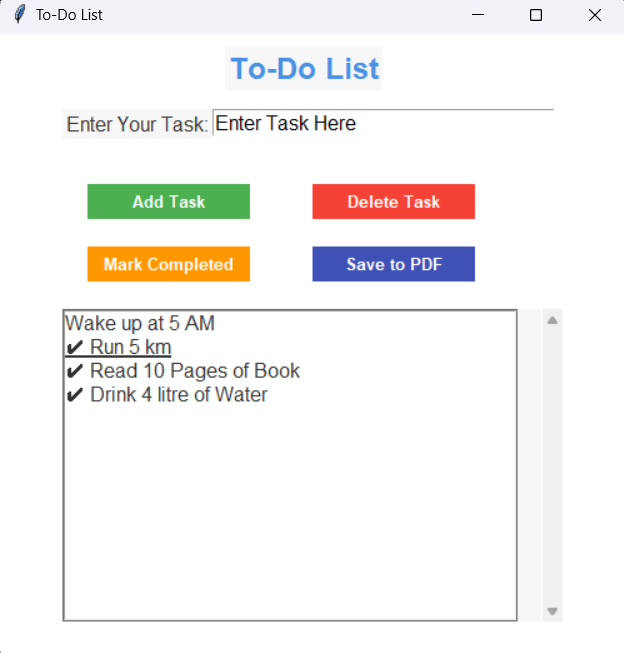 To-Do List
To-Do List
Enter Your Task: Enter Task Here
Add Task Delete Task
Mark Completed Save to PDF
Wake up at 5 AM
✔ Run 5 km
✔ Read 10 Pages of Book
✔ Drink 4 litre of Water